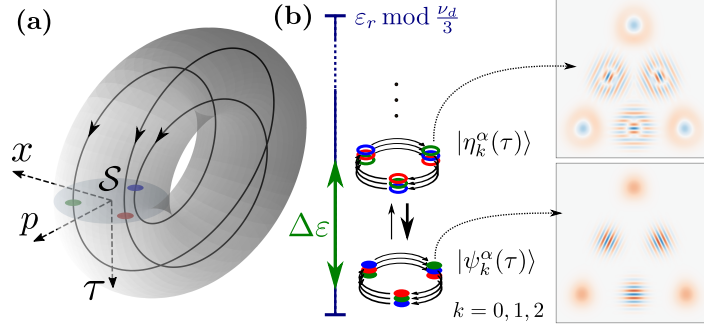 (a)
x
p
τ
S
(b)
ε_r mod ν_d/3
Δε
|η_k^α(τ)⟩
|ψ_k^α(τ)⟩
k = 0, 1, 2